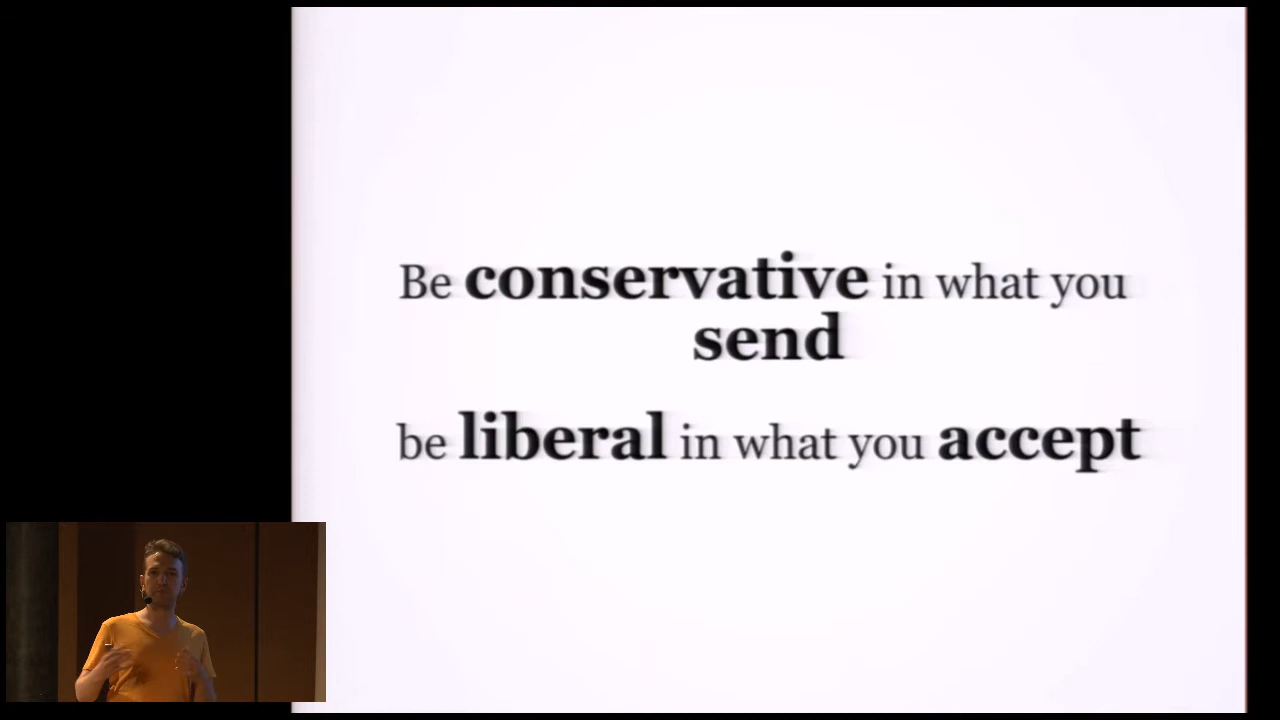 Be conservative in what you
send
be liberal in what you accept